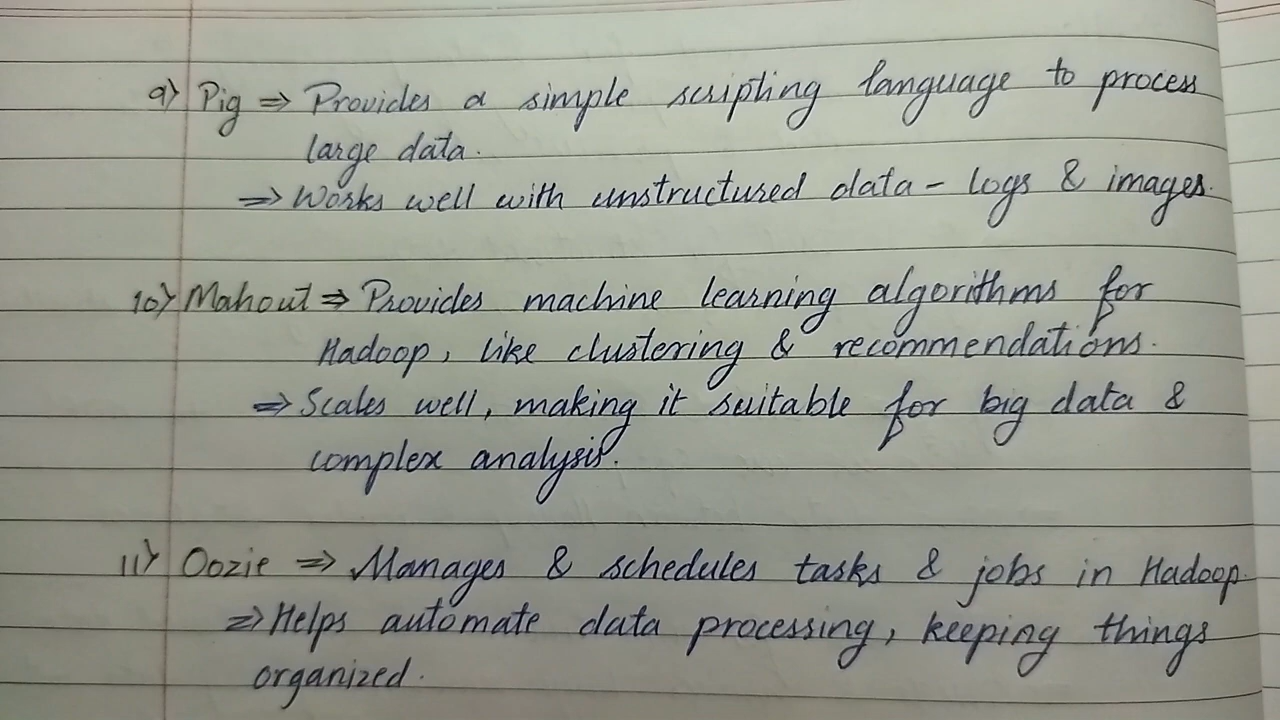 9) Pig ⇒ Provides a simple scripting language to process
large data.
⇒ Works well with unstructured data - logs & images.
10) Mahout ⇒ Provides machine learning algorithms for
Hadoop, like clustering & recommendations.
⇒ Scales well, making it suitable for big data &
complex analysis.
11) Oozie ⇒ Manages & schedules tasks & jobs in Hadoop.
⇒ Helps automate data processing, keeping things
organized.